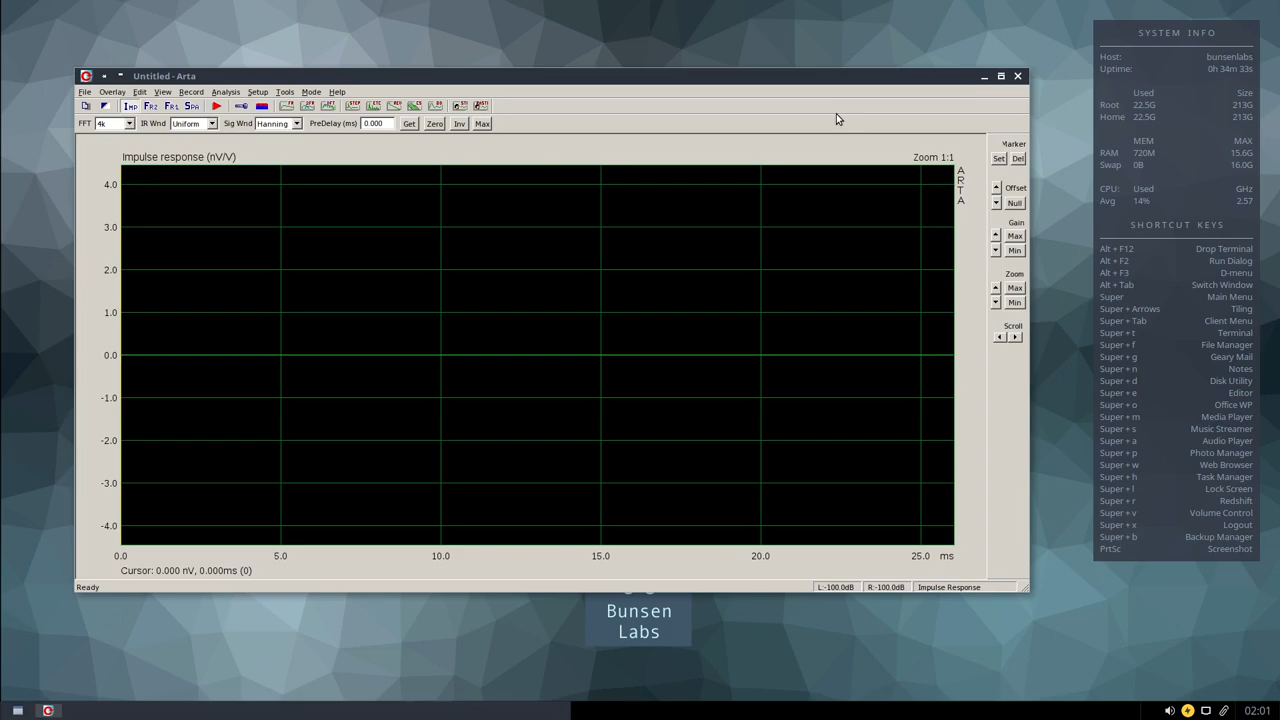 Untitled - Arta
File Overlay Edit View Record Analysis Setup Tools Mode Help
Imp Fr2 Fr1 Spa
FFT 4k IR Wnd Uniform Sig Wnd Hanning PreDelay (ms) 0.000 Get Zero Inv Max
Impulse response (nV/V)
Zoom 1:1
A
R
T
A
4.0
3.0
2.0
1.0
0.0
-1.0
-2.0
-3.0
-4.0
0.0 5.0 10.0 15.0 20.0 25.0 ms
Cursor: 0.000 nV, 0.000ms (0)
Marker
Set Del
Offset
Null
Gain
Max
Min
Zoom
Max
Min
Scroll
Ready
L:-100.0dB R:-100.0dB Impulse Response
Bunsen
Labs
SYSTEM INFO
Host: bunsenlabs
Uptime: 0h 34m 33s
Used Size
Root 22.5G 213G
Home 22.5G 213G
MEM MAX
RAM 720M 15.6G
Swap 0B 16.0G
CPU: Used GHz
Avg 14% 2.57
SHORTCUT KEYS
Alt + F12 Drop Terminal
Alt + F2 Run Dialog
Alt + F3 D-menu
Alt + Tab Switch Window
Super Main Menu
Super + Arrows Tiling
Super + Tab Client Menu
Super + t Terminal
Super + f File Manager
Super + g Geary Mail
Super + n Notes
Super + d Disk Utility
Super + e Editor
Super + o Office WP
Super + m Media Player
Super + s Music Streamer
Super + a Audio Player
Super + p Photo Manager
Super + w Web Browser
Super + h Task Manager
Super + l Lock Screen
Super + r Redshift
Super + v Volume Control
Super + x Logout
Super + b Backup Manager
PrtSc Screenshot
02:01